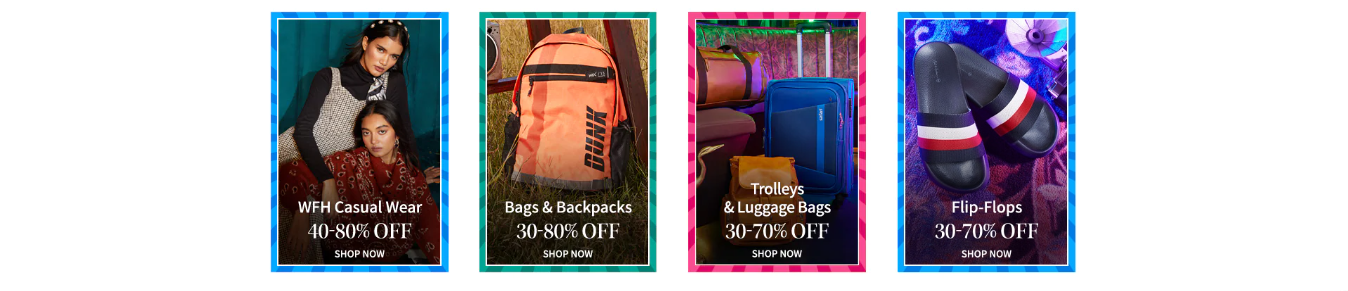 WFH Casual Wear
40-80% OFF
SHOP NOW
DUNK
Bags & Backpacks
30-80% OFF
SHOP NOW
Trolleys
& Luggage Bags
30-70% OFF
SHOP NOW
Flip-Flops
30-70% OFF
SHOP NOW